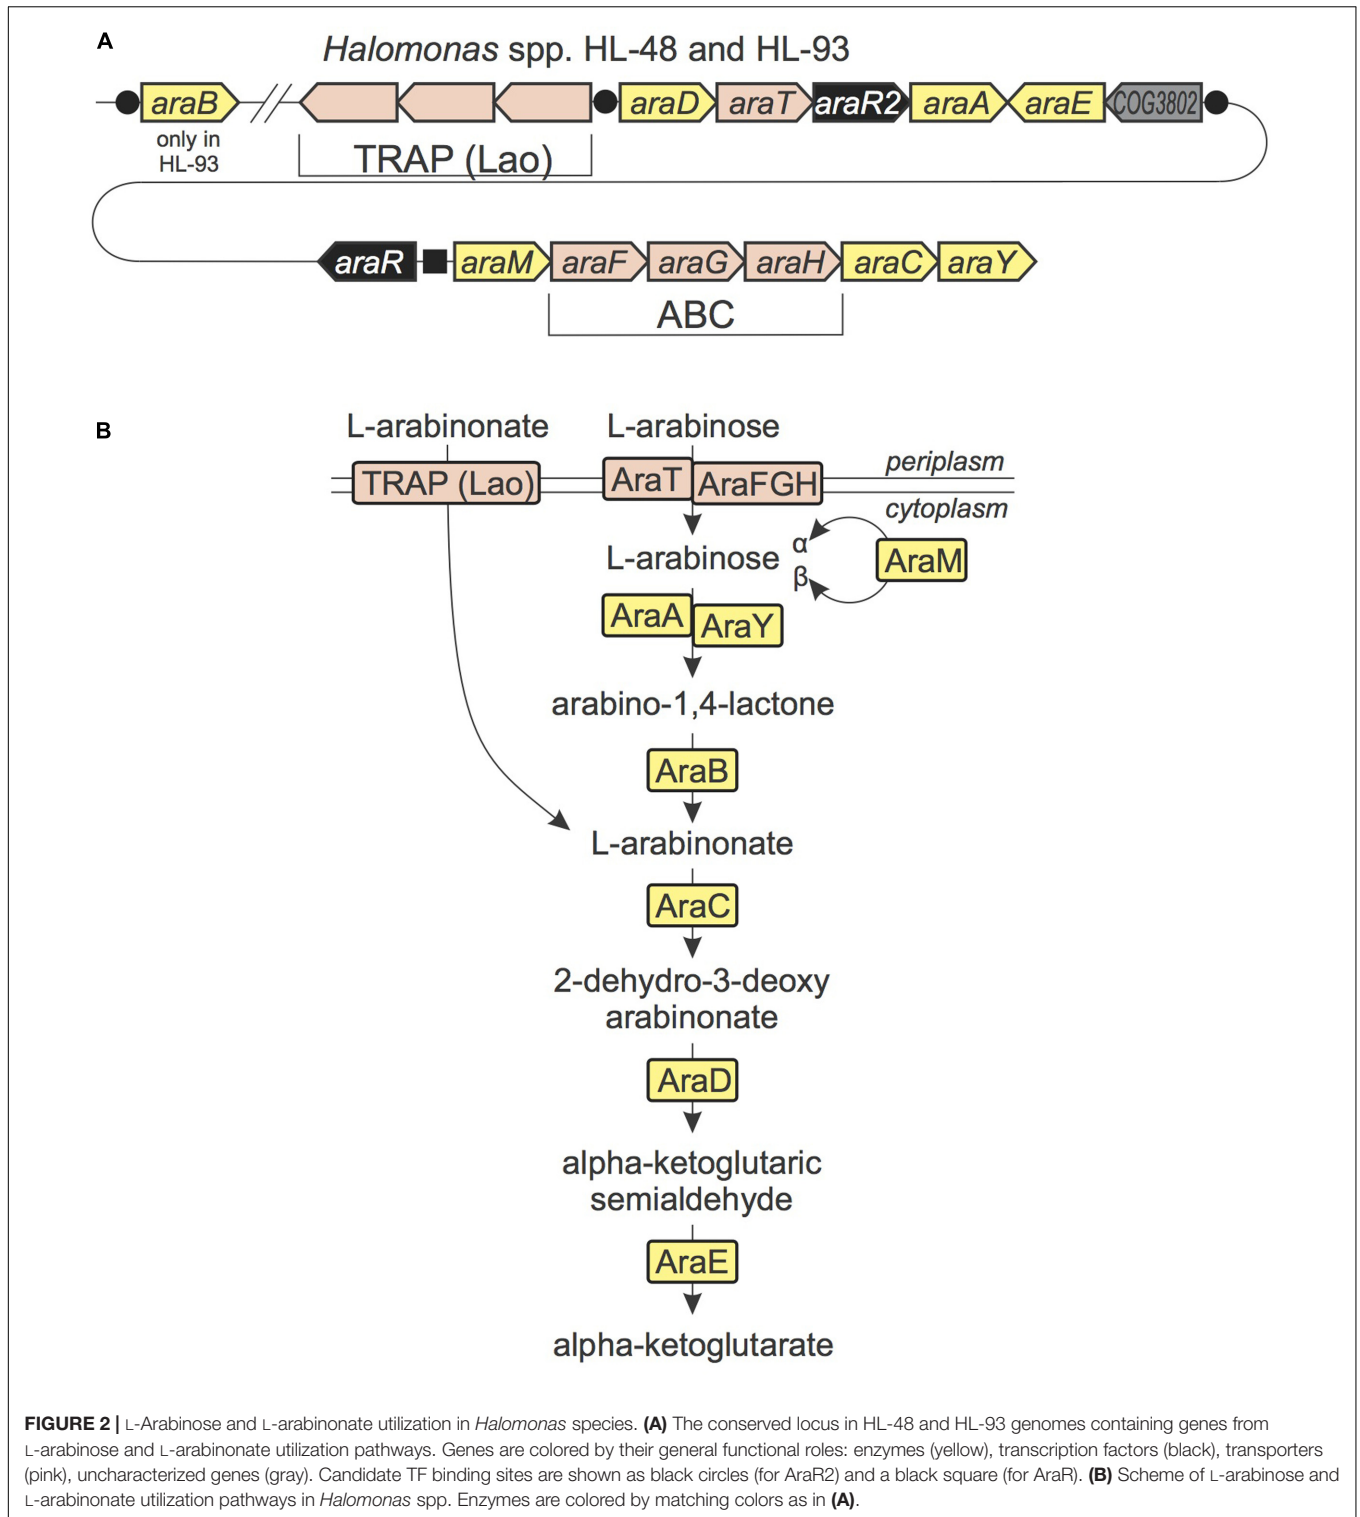 A
Halomonas spp. HL-48 and HL-93
araB araD araT araR2 araA araE COG3802
only in
HL-93
TRAP (Lao)
araR araM araF araG araH araC araY
ABC
B
L-arabinonate L-arabinose
periplasm
TRAP (Lao) AraT AraFGH
cytoplasm
L-arabinose α
β
AraM
AraA AraY
arabino-1,4-lactone
AraB
L-arabinonate
AraC
2-dehydro-3-deoxy
arabinonate
AraD
alpha-ketoglutaric
semialdehyde
AraE
alpha-ketoglutarate
FIGURE 2 | L-Arabinose and L-arabinonate utilization in Halomonas species. (A) The conserved locus in HL-48 and HL-93 genomes containing genes from
L-arabinose and L-arabinonate utilization pathways. Genes are colored by their general functional roles: enzymes (yellow), transcription factors (black), transporters
(pink), uncharacterized genes (gray). Candidate TF binding sites are shown as black circles (for AraR2) and a black square (for AraR). (B) Scheme of L-arabinose and
L-arabinonate utilization pathways in Halomonas spp. Enzymes are colored by matching colors as in (A).